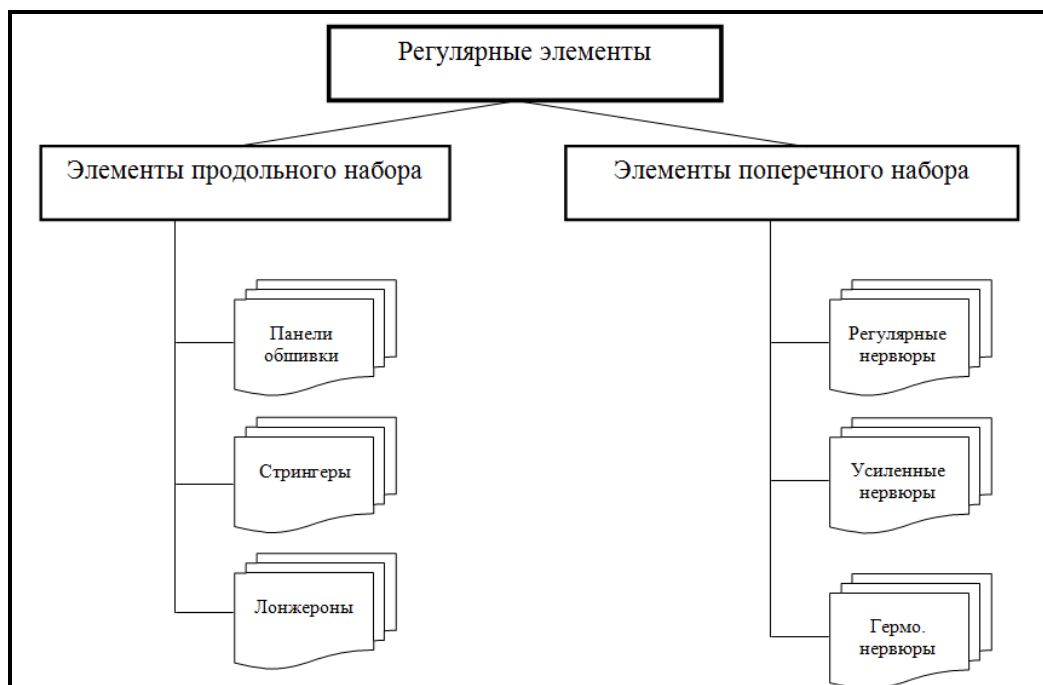 Регулярные элементы
Элементы продольного набора
Элементы поперечного набора
Панели
обшивки
Стрингеры
Лонжероны
Регулярные
нервюры
Усиленные
нервюры
Гермо.
нервюры